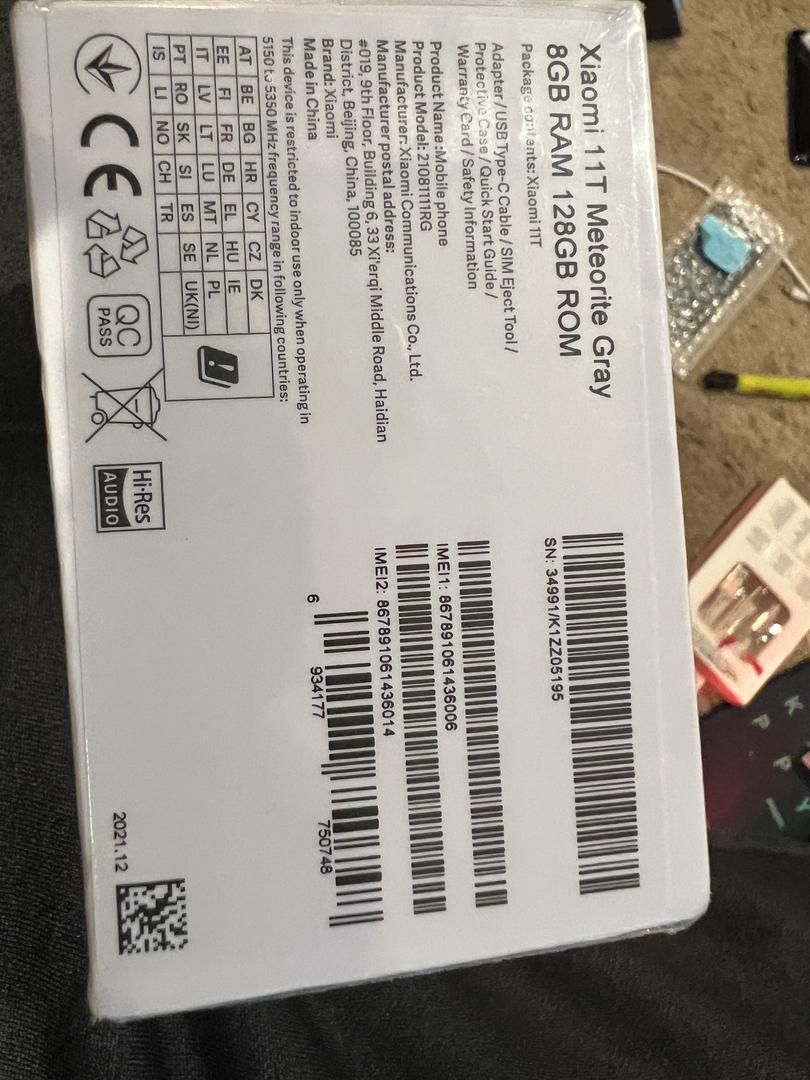 Xiaomi 11T Meteorite Gray
8GB RAM 128GB ROM
Package contents: Xiaomi 11T
Adapter / USB Type-C Cable / SIM Eject Tool /
Protective Case / Quick Start Guide /
Warranty Card / Safety Information
Product Name:Mobile phone
Product Model: 21081111RG
Manufacturer: Xiaomi Communications Co., Ltd.
Manufacturer postal address:
#019, 9th Floor, Building 6, 33 Xi'erqi Middle Road, Haidian
District, Beijing, China, 100085
Brand: Xiaomi
Made in China
This device is restricted to indoor use only when operating in
5150 to 5350 MHz frequency range in following countries:
AT BE BG HR CY CZ DK
EE FI FR DE EL HU IE
IT LV LT LU MT NL PL
PT RO SK SI ES SE UK(NI)
IS LI NO CH TR
CE
QC
PASS
Hi-Res
AUDIO
SN: 34991/K1ZZ05195
IMEI1: 867891061436006
IMEI2: 867891061436014
6 934177 750748
2021.12